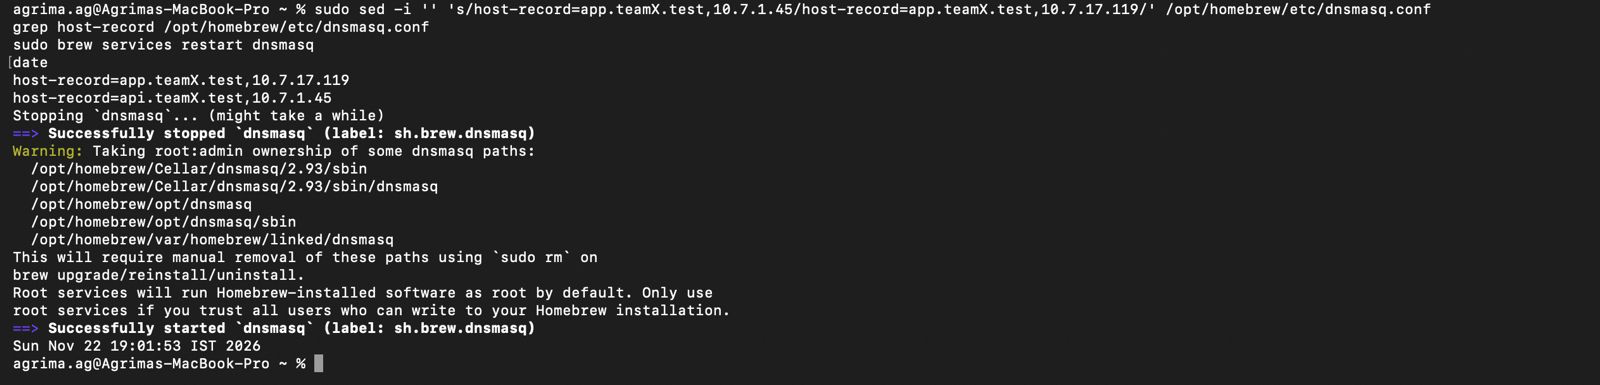 agrima.ag@Agrimas-MacBook-Pro ~ % sudo sed -i '' 's/host-record=app.teamX.test,10.7.1.45/host-record=app.teamX.test,10.7.17.119/' /opt/homebrew/etc/dnsmasq.conf
grep host-record /opt/homebrew/etc/dnsmasq.conf
sudo brew services restart dnsmasq
[date
host-record=app.teamX.test,10.7.17.119
host-record=api.teamX.test,10.7.1.45
Stopping `dnsmasq`... (might take a while)
==> Successfully stopped `dnsmasq` (label: sh.brew.dnsmasq)
Warning: Taking root:admin ownership of some dnsmasq paths:
  /opt/homebrew/Cellar/dnsmasq/2.93/sbin
  /opt/homebrew/Cellar/dnsmasq/2.93/sbin/dnsmasq
  /opt/homebrew/opt/dnsmasq
  /opt/homebrew/opt/dnsmasq/sbin
  /opt/homebrew/var/homebrew/linked/dnsmasq
This will require manual removal of these paths using `sudo rm` on
brew upgrade/reinstall/uninstall.
Root services will run Homebrew-installed software as root by default. Only use
root services if you trust all users who can write to your Homebrew installation.
==> Successfully started `dnsmasq` (label: sh.brew.dnsmasq)
Sun Nov 22 19:01:53 IST 2026
agrima.ag@Agrimas-MacBook-Pro ~ %